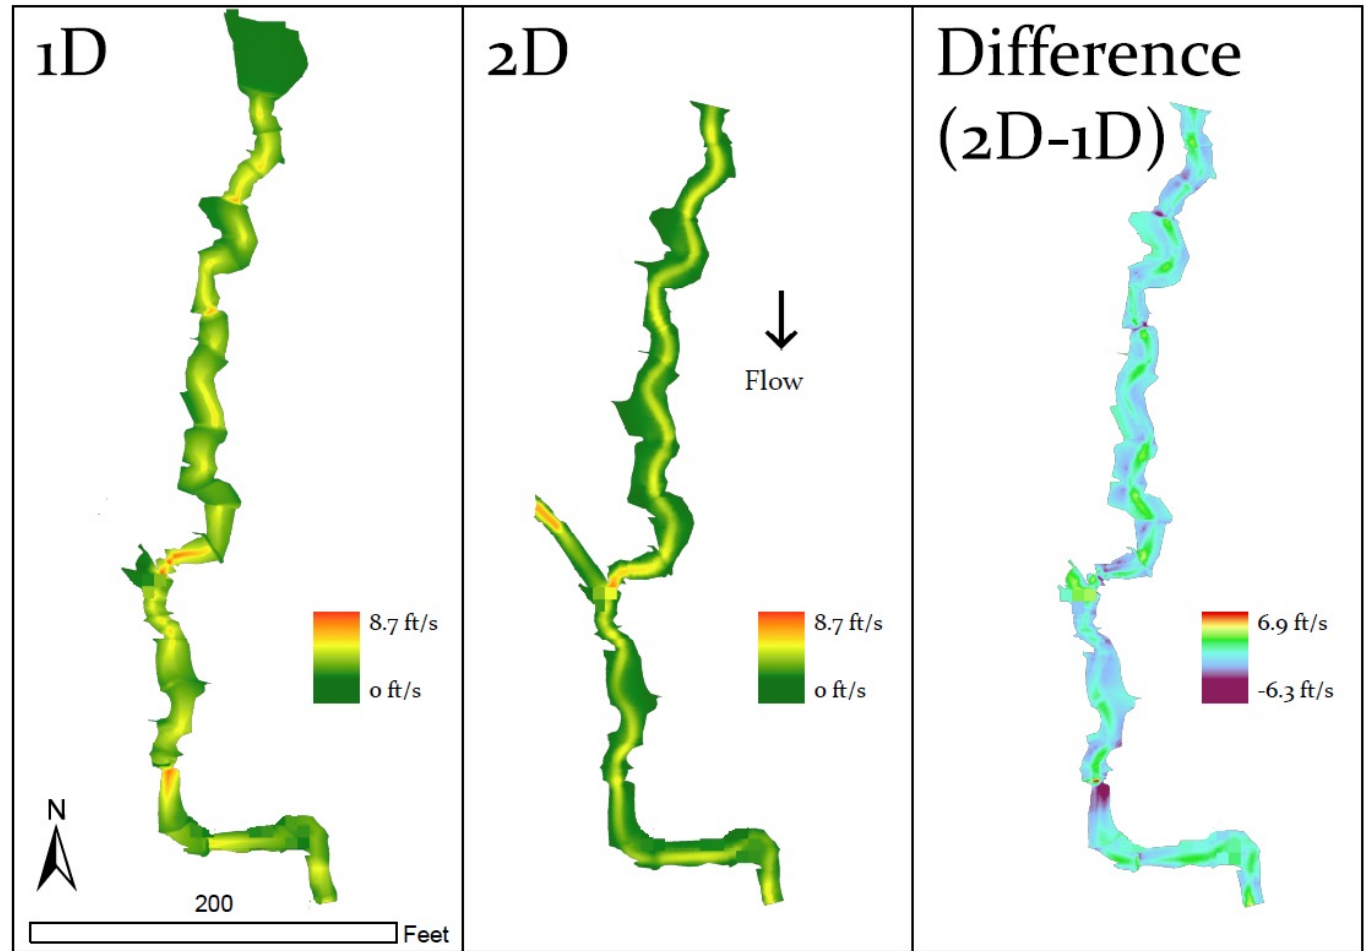 1D
2D
Difference
(2D-1D)
Flow
8.7 ft/s
0 ft/s
8.7 ft/s
0 ft/s
6.9 ft/s
-6.3 ft/s
N
200
Feet